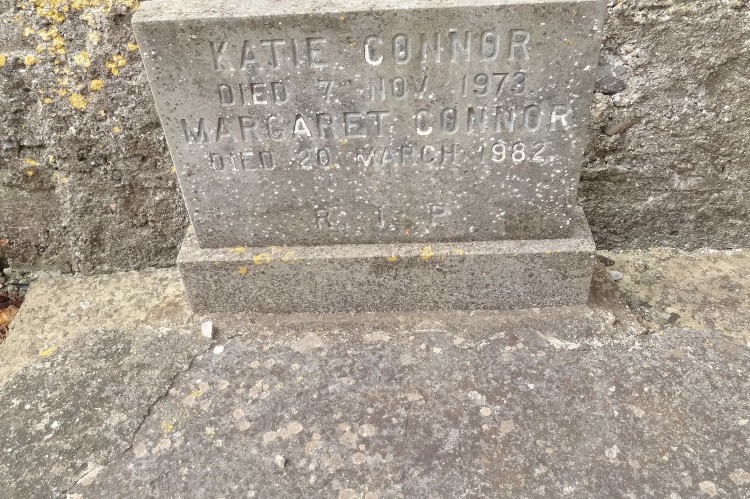 KATIE CONNOR
DIED 7 NOV. 1973.
MARGARET CONNOR
DIED 20 MARCH 1982
R. I. P.